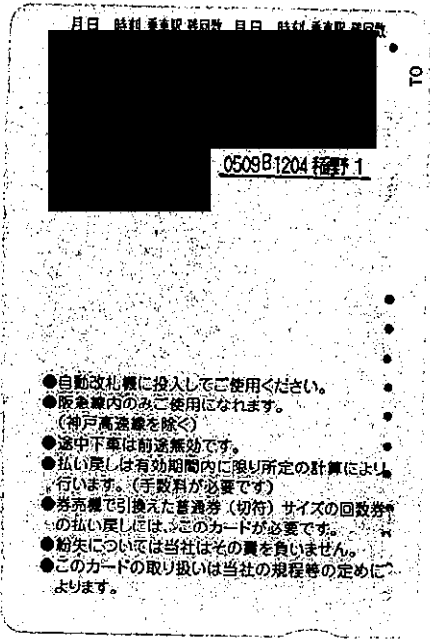 月日 時刻 乗車駅 残回数 月日 時刻 乗車駅 残回数
TO
0509B1204 1
●自動改札機に投入してご使用ください。
●阪急線内のみご使用になれます。
(神戸高速線を除く)
●途中下車は前途無効です。
●払い戻しは有効期間内に限り所定の計算により
行います。(手数料が必要です)
●券売機で引換えた普通券(切符)サイズの回数券
の払い戻しには、このカードが必要です。
●紛失については当社はその責を負いません。
●このカードの取り扱いは当社の規程等の定めに
よります。